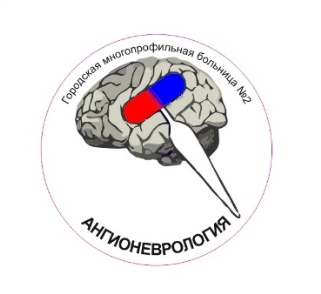 Городская многопрофильная больница №2
АНГИОНЕВРОЛОГИЯ